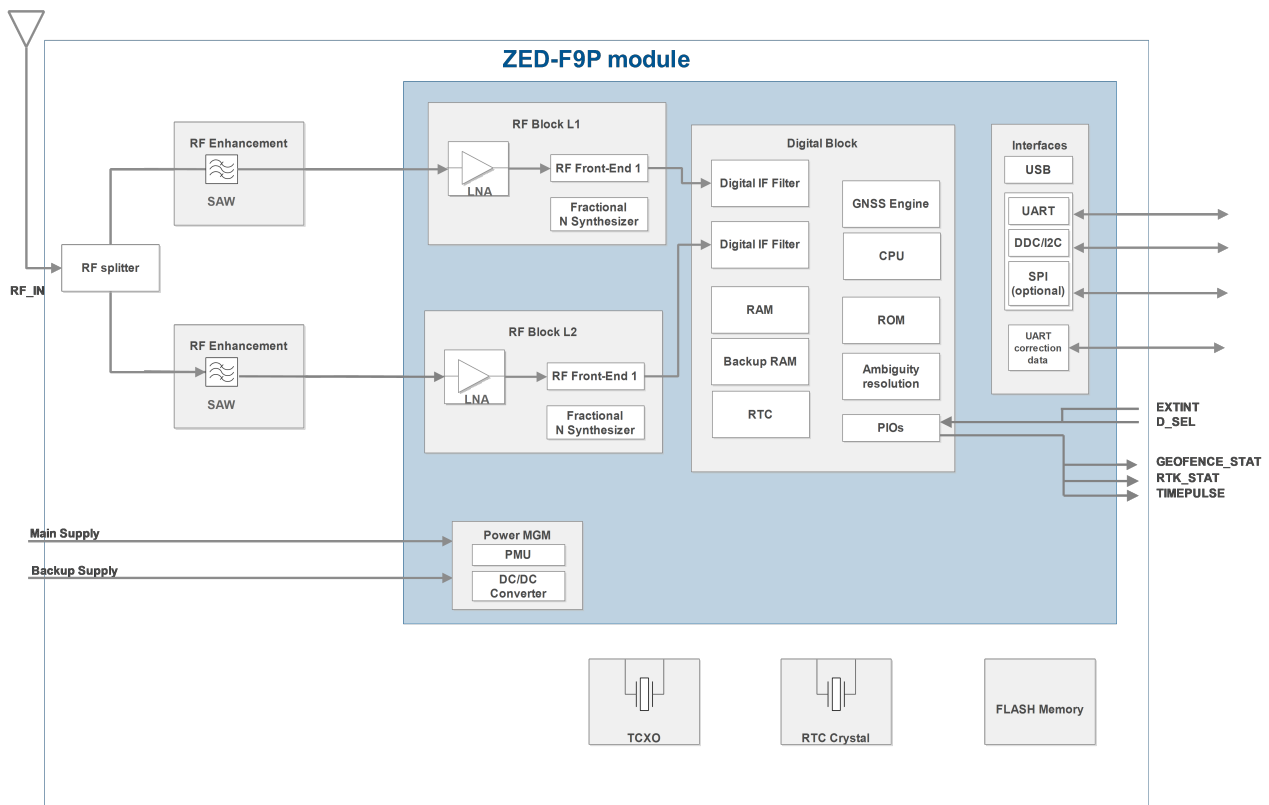 ZED-F9P module
RF_IN
RF splitter
RF Enhancement
SAW
RF Enhancement
SAW
RF Block L1
LNA
RF Front-End 1
Fractional
N Synthesizer
RF Block L2
LNA
RF Front-End 1
Fractional
N Synthesizer
Digital Block
Digital IF Filter
Digital IF Filter
RAM
Backup RAM
RTC
GNSS Engine
CPU
ROM
Ambiguity
resolution
PIOs
Interfaces
USB
UART
DDC/I2C
SPI
(optional)
UART
correction
data
EXTINT
D_SEL
GEOFENCE_STAT
RTK_STAT
TIMEPULSE
Main Supply
Backup Supply
Power MGM
PMU
DC/DC
Converter
TCXO
RTC Crystal
FLASH Memory